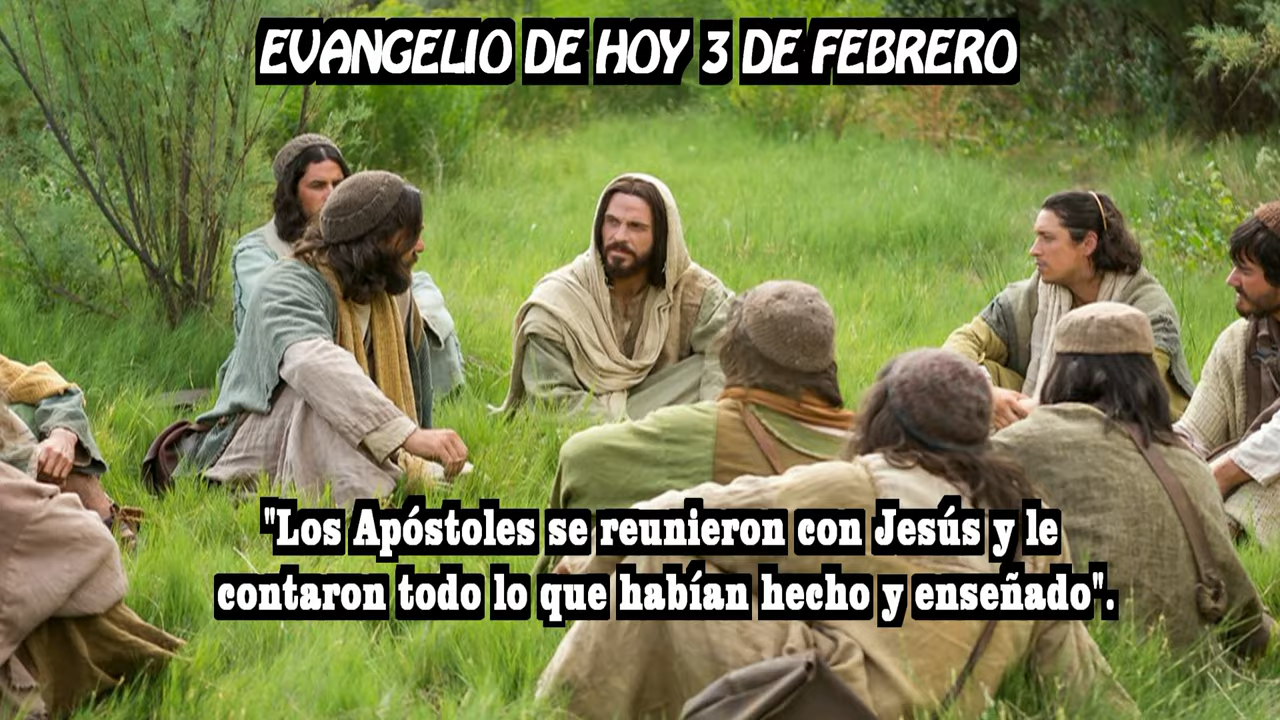 EVANGELIO DE HOY 3 DE FEBRERO
"Los Apóstoles se reunieron con Jesús y le
contaron todo lo que habían hecho y enseñado".